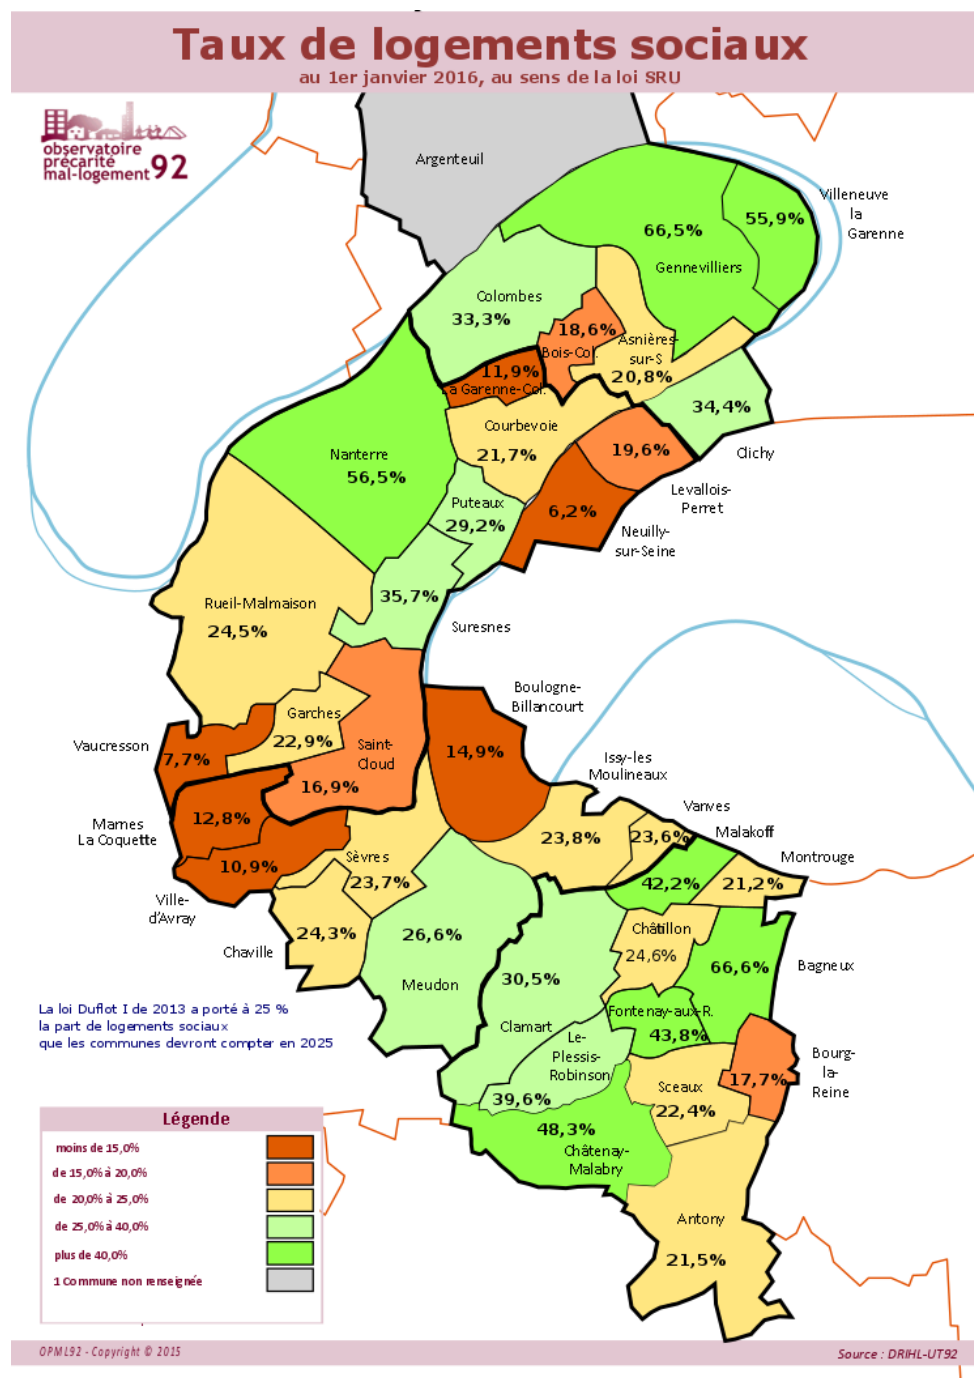 Taux de logements sociaux
au 1er janvier 2016, au sens de la loi SRU
observatoire
précarité
mal-logement 92
Argenteuil
Villeneuve
la
Garenne
55,9%
66,5%
Gennevilliers
Colombes
33,3%
18,6%
Bois-Col.
Asnières-
sur-S
20,8%
11,9%
La Garenne-Col.
34,4%
Clichy
Courbevoie
21,7%
19,6%
Levallois-
Perret
Nanterre
56,5%
Puteaux
29,2%
6,2%
Neuilly-
sur-Seine
Rueil-Malmaison
24,5%
35,7%
Suresnes
Boulogne-
Billancourt
14,9%
Garches
22,9%
Vaucresson
7,7%
Saint-
Cloud
16,9%
Issy-les
Moulineaux
23,8%
Vanves
23,6%
Malakoff
42,2%
Montrouge
21,2%
Marnes
La Coquette
12,8%
10,9%
Ville-
d'Avray
Sèvres
23,7%
Chaville
24,3%
26,6%
Meudon
30,5%
Clamart
Châtillon
24,6%
66,6%
Bagneux
Fontenay-aux-R.
43,8%
Le-
Plessis-
Robinson
39,6%
Sceaux
22,4%
17,7%
Bourg-
la-
Reine
48,3%
Châtenay-
Malabry
Antony
21,5%
La loi Duflot I de 2013 a porté à 25 %
la part de logements sociaux
que les communes devront compter en 2025
Légende
moins de 15,0%
de 15,0% à 20,0%
de 20,0% à 25,0%
de 25,0% à 40,0%
plus de 40,0%
1 Commune non renseignée
OPML92 - Copyright © 2015
Source : DRIHL-UT92